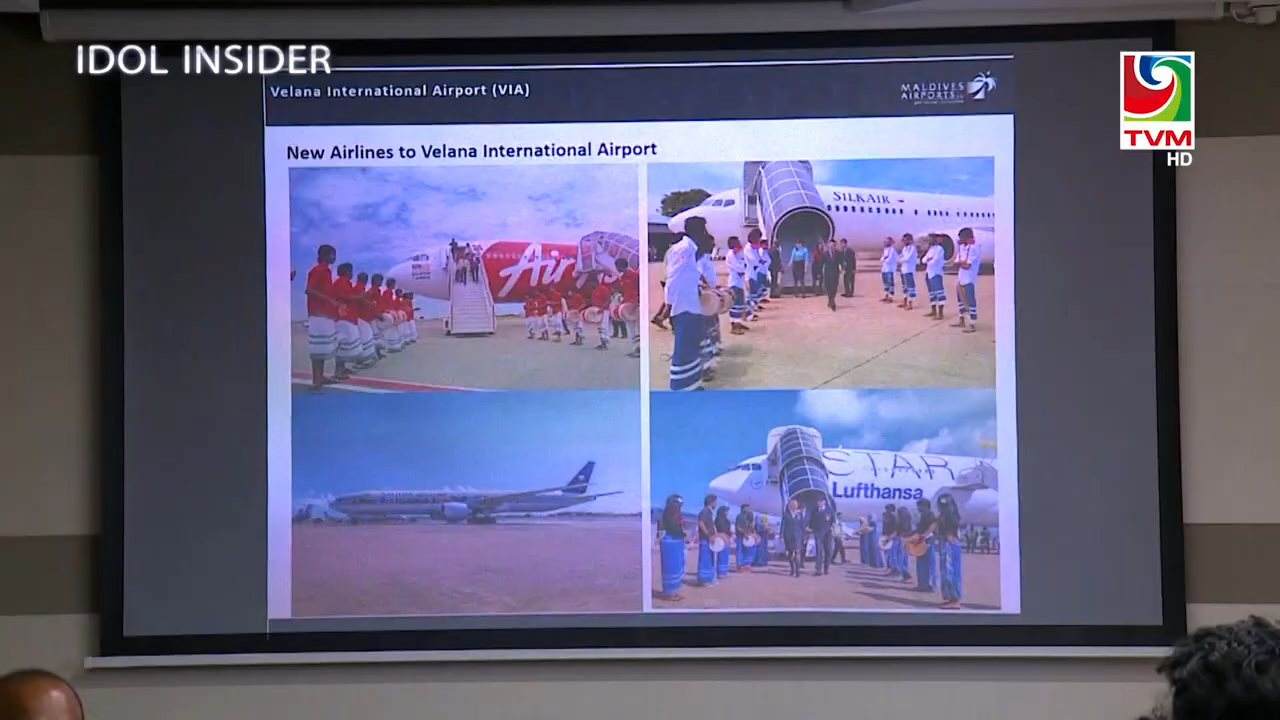 IDOL INSIDER
TVM
HD
Velana International Airport (VIA)
MALDIVES
AIRPORTS
New Airlines to Velana International Airport
Air
SILKAIR
STAR
Lufthansa